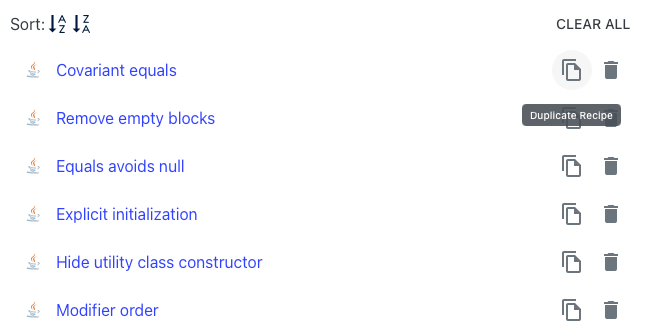 Sort: A Z Z A CLEAR ALL
Covariant equals
Duplicate Recipe
Remove empty blocks
Equals avoids null
Explicit initialization
Hide utility class constructor
Modifier order